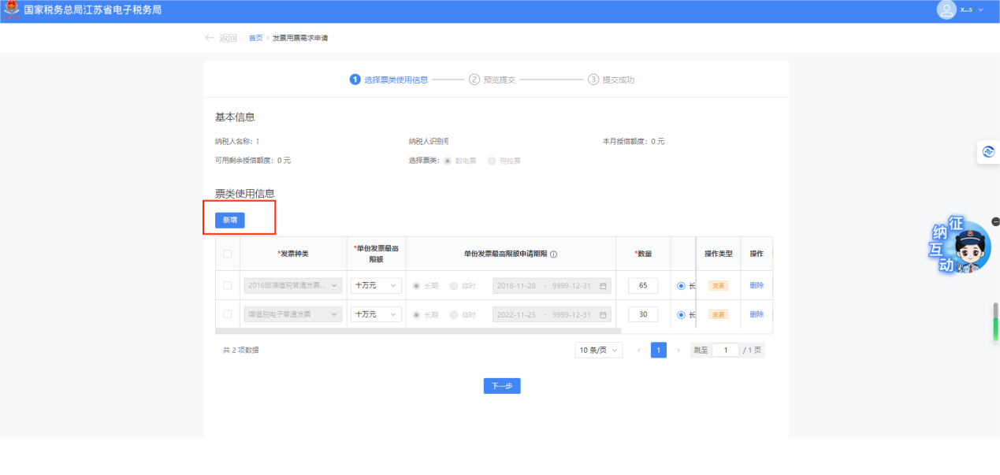 国家税务总局江苏省电子税务局
x...s
返回 首页 › 发票用票需求申请
1 选择票类使用信息 2 预览提交 3 提交成功
基本信息
纳税人名称: 纳税人识别号 本月授信额度: 0 元
可用剩余授信额度: 0 元 选择票类: 数电票 税控票
票类使用信息
新增
*发票种类 *单份发票最高限额 单份发票最高限额申请期限 *数量 操作类型 操作
2016版增值税普通发票... 十万元 长期 临时 2018-11-28 - 9999-12-31 65 长 变更 删除
增值税电子普通发票 十万元 长期 临时 2022-11-25 - 9999-12-31 30 长 变更 删除
共 2 项数据 10 条/页 ‹ 1 › 跳至 1 / 1 页
下一步
征纳互动